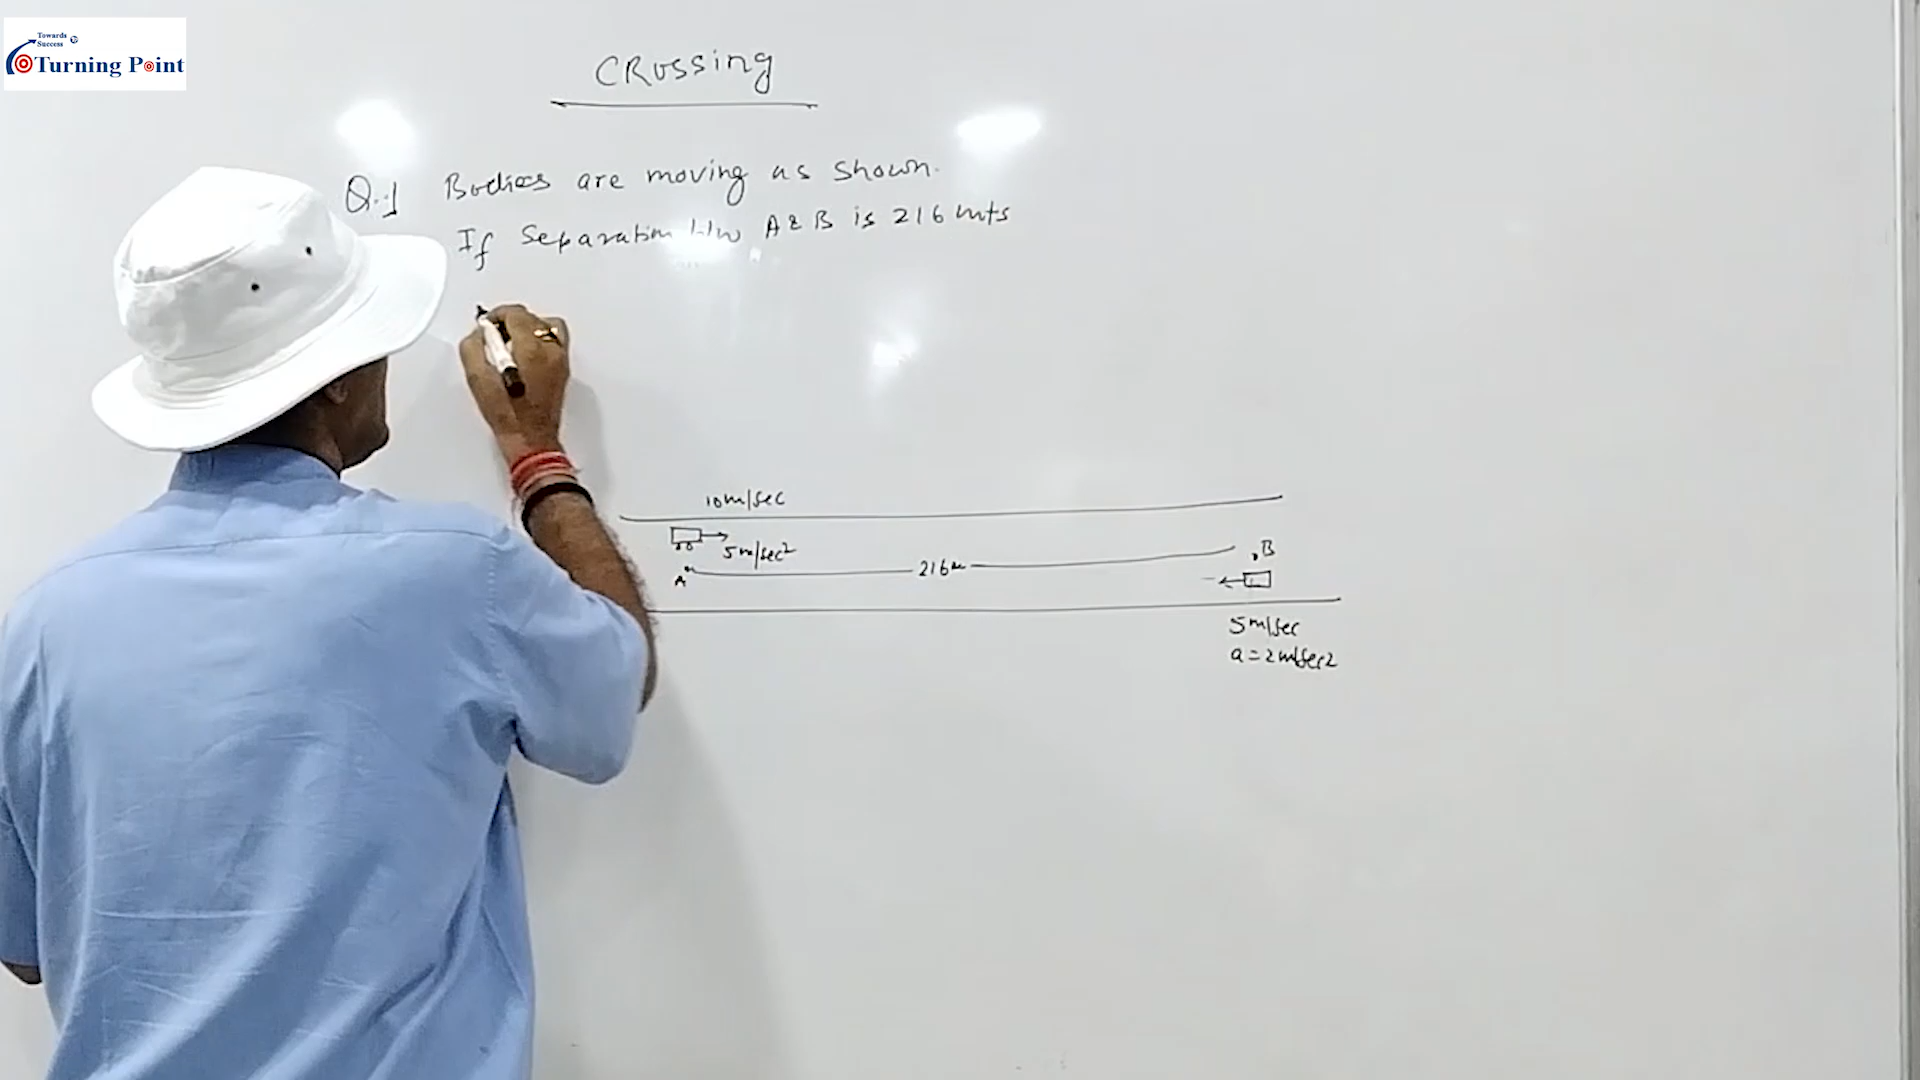 Towards
Success
Turning Point
CROSSING
Q.1 Bodies are moving as shown.
If Separation b/w A & B is 216 mts
10m/sec
5m/sec2
A
216m
B
5m/sec
a=2m/sec2